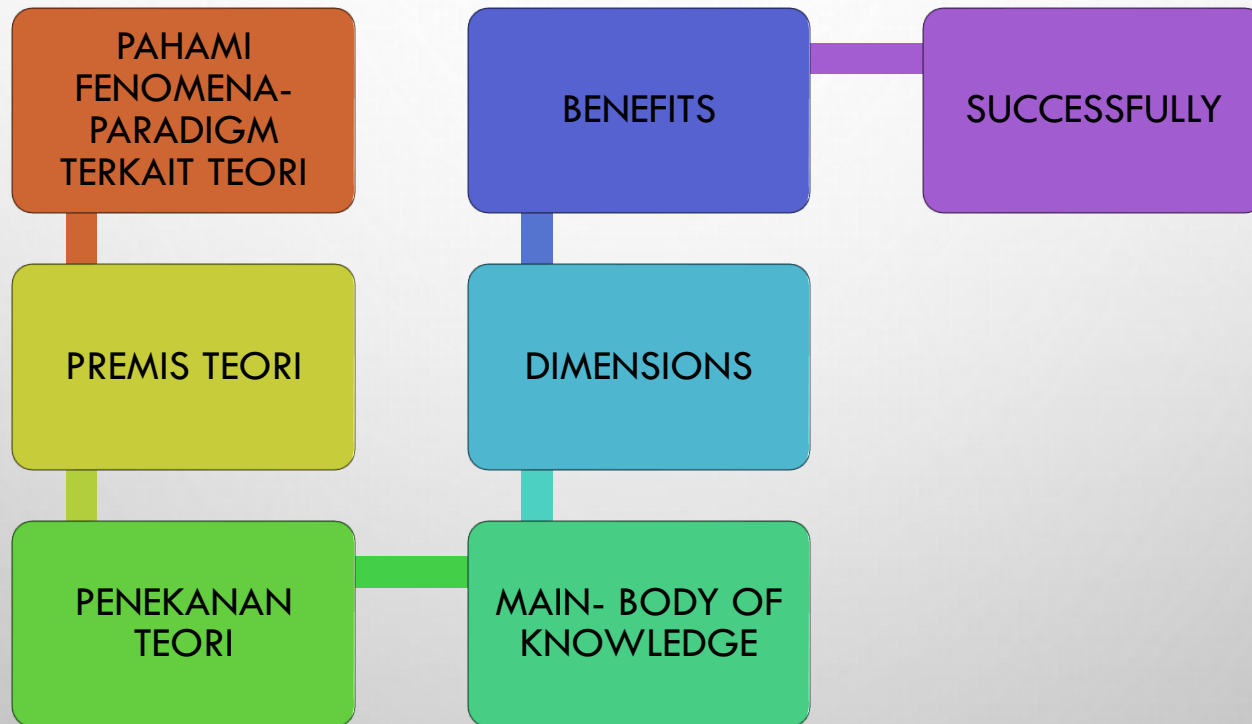 PAHAMI
FENOMENA-
PARADIGM
TERKAIT TEORI
PREMIS TEORI
PENEKANAN
TEORI
MAIN- BODY OF
KNOWLEDGE
DIMENSIONS
BENEFITS
SUCCESSFULLY